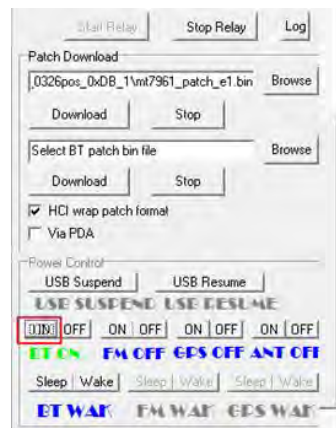 Start Relay Stop Relay Log
Patch Download
,0326pos_0xDB_1\mt7961_patch_e1.bin Browse
Download Stop
Select BT patch bin file Browse
Download Stop
HCI wrap patch format
Via PDA
Power Control
USB Suspend USB Resume
USB SUSPEND USB RESUME
ON OFF ON OFF ON OFF ON OFF
BT ON FM OFF GPS OFF ANT OFF
Sleep Wake Sleep Wake Sleep Wake
BT WAK FM WAK GPS WAK